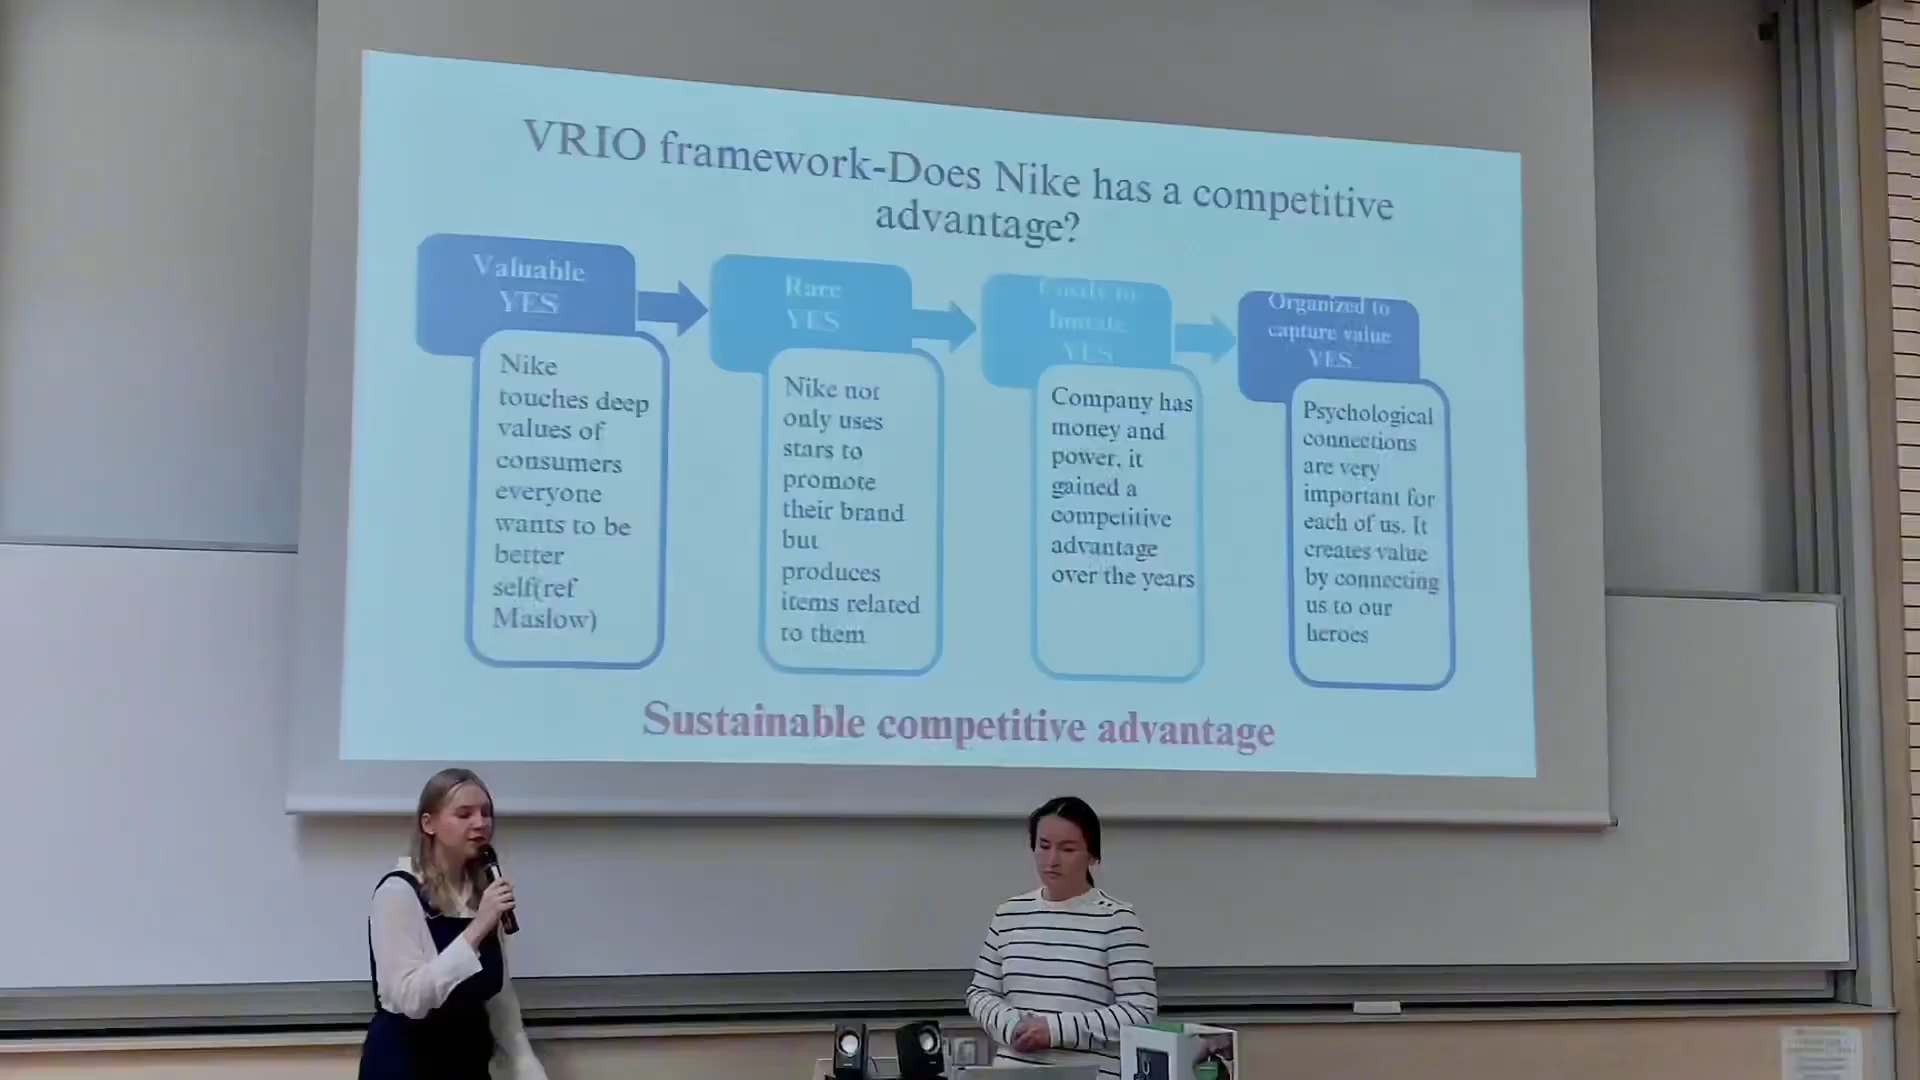 VRIO framework-Does Nike has a competitive
advantage?
Valuable
YES
Nike
touches deep
values of
consumers
everyone
wants to be
better
self(ref
Maslow)
Rare
YES
Nike not
only uses
stars to
promote
their brand
but
produces
items related
to them
Imitate
YES
Company has
money and
power, it
gained a
competitive
advantage
over the years
Organized to
capture value
YES
Psychological
connections
are very
important for
each of us. It
creates value
by connecting
us to our
heroes
Sustainable competitive advantage